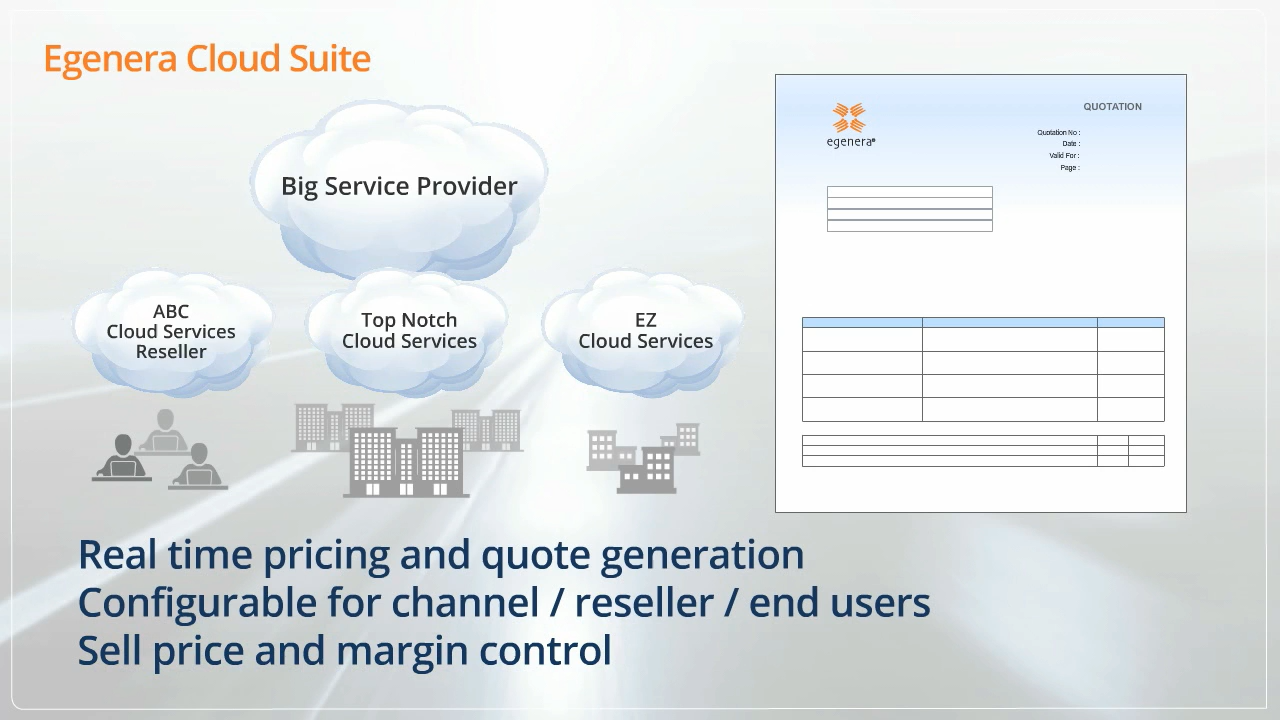 Egenera Cloud Suite
Big Service Provider
ABC
Cloud Services
Reseller
Top Notch
Cloud Services
EZ
Cloud Services
egenera®
QUOTATION
Quotation No :
Date :
Valid For :
Page :
Real time pricing and quote generation
Configurable for channel / reseller / end users
Sell price and margin control